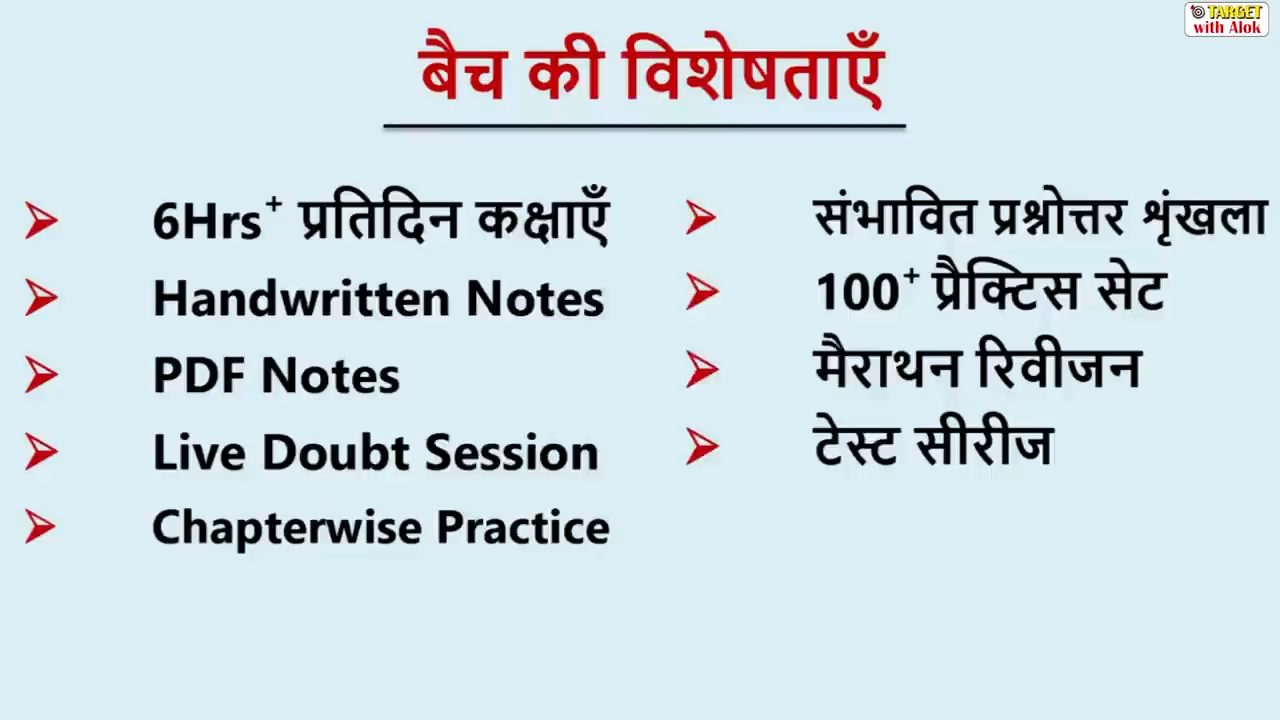 TARGET
with Alok
बैच की विशेषताएँ
6Hrs+ प्रतिदिन कक्षाएँ
Handwritten Notes
PDF Notes
Live Doubt Session
Chapterwise Practice
संभावित प्रश्नोत्तर शृंखला
100+ प्रैक्टिस सेट
मैराथन रिवीजन
टेस्ट सीरीज